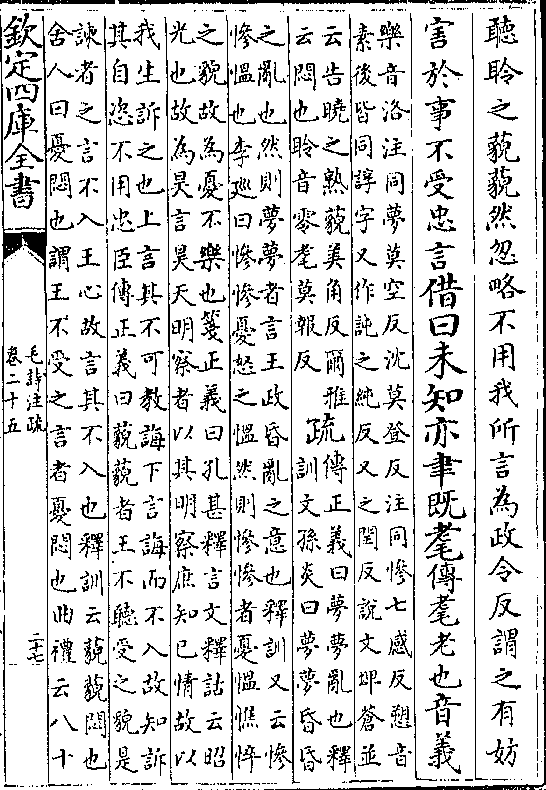 聽聆之藐藐然忽略不用我所言為政令反謂之有妨
害於事不受忠言借曰未知亦聿既耄傳耄老也音義
樂音洛注同夢莫空反沈莫登反注同慘七感反愬音
素後皆同諄字又作訰之純反又之閏反說文埤蒼並
云告曉之熟藐美角反爾雅
云悶也聆音零耄莫報反
疏傳正義曰夢夢亂也釋
訓文孫炎曰夢夢昏昏
之亂也然則夢夢者言王政昏亂之意也釋訓又云慘
慘慍也李廵曰慘慘憂怒之慍然則慘慘者憂慍憔悴
之貌故為憂不樂也箋正義曰孔甚釋言文釋詁云昭
光也故為昊言昊天明察者以其明察庶知已情故以
我生訴之也上言其不可教誨下言誨而不入故知訴
其自恣不用忠臣傳正義曰藐藐者王不聽受之貌是
諫者之言不入王心故言其不入也釋訓云藐藐悶也
舍人曰憂悶也謂王不受之言者憂悶也曲禮云八十
欽定四庫全書
毛詩注疏
卷二十五
二十七